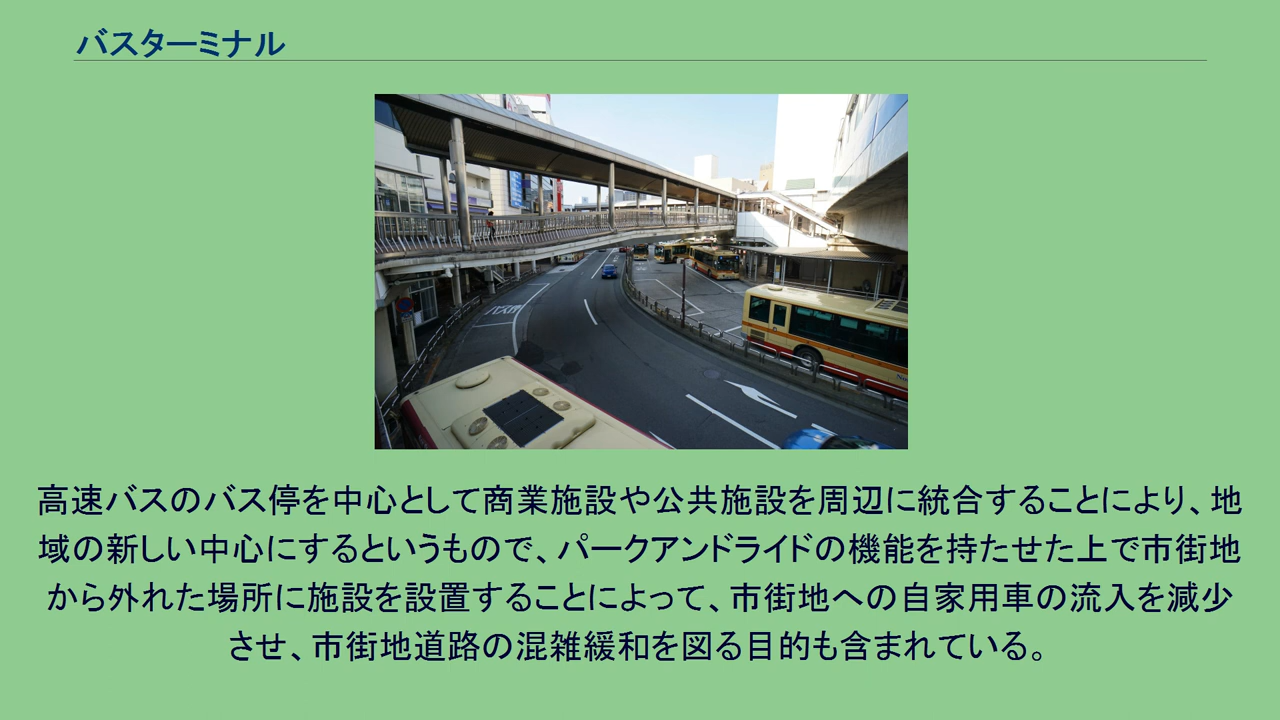 バスターミナル
バス停
高速バスのバス停を中心として商業施設や公共施設を周辺に統合することにより、地
域の新しい中心にするというもので、パークアンドライドの機能を持たせた上で市街地
から外れた場所に施設を設置することによって、市街地への自家用車の流入を減少
させ、市街地道路の混雑緩和を図る目的も含まれている。